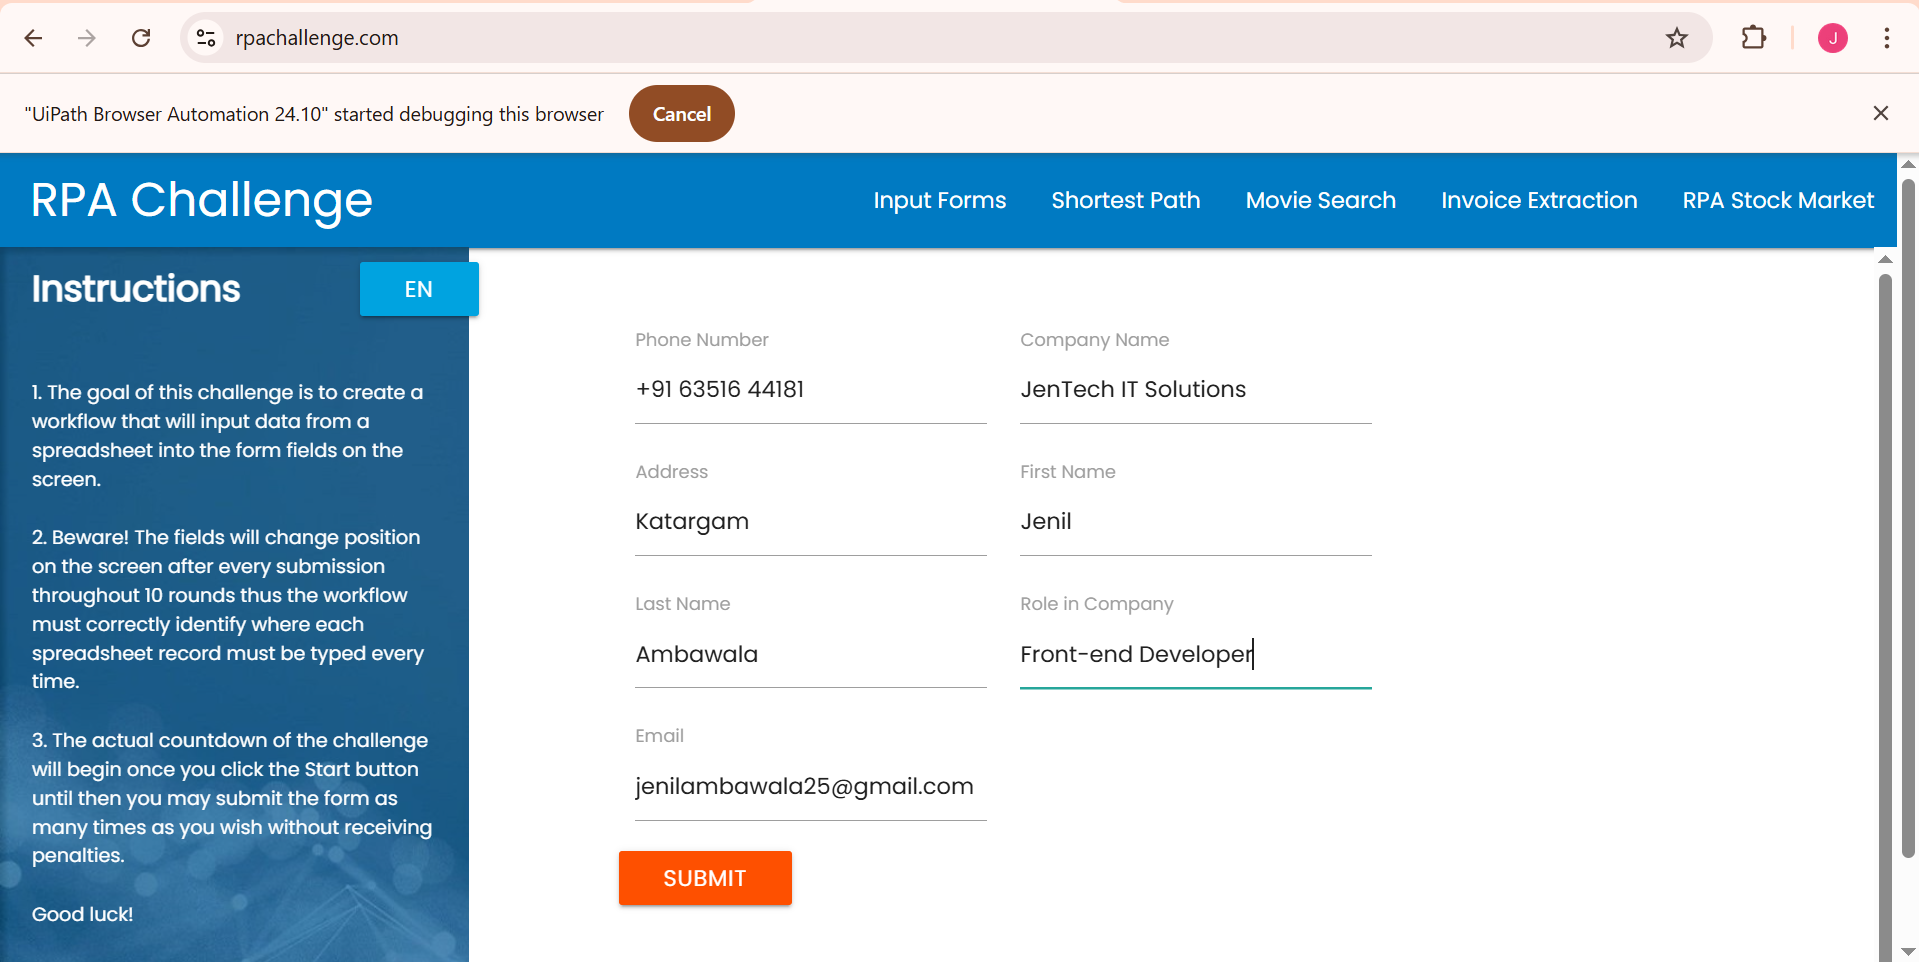 rpachallenge.com
J
"UiPath Browser Automation 24.10" started debugging this browser
Cancel
RPA Challenge
Input Forms
Shortest Path
Movie Search
Invoice Extraction
RPA Stock Market
Instructions
EN
1. The goal of this challenge is to create a
workflow that will input data from a
spreadsheet into the form fields on the
screen.
2. Beware! The fields will change position
on the screen after every submission
throughout 10 rounds thus the workflow
must correctly identify where each
spreadsheet record must be typed every
time.
3. The actual countdown of the challenge
will begin once you click the Start button
until then you may submit the form as
many times as you wish without receiving
penalties.
Good luck!
Phone Number
+91 63516 44181
Company Name
JenTech IT Solutions
Address
Katargam
First Name
Jenil
Last Name
Ambawala
Role in Company
Front-end Developer
Email
jenilambawala25@gmail.com
SUBMIT